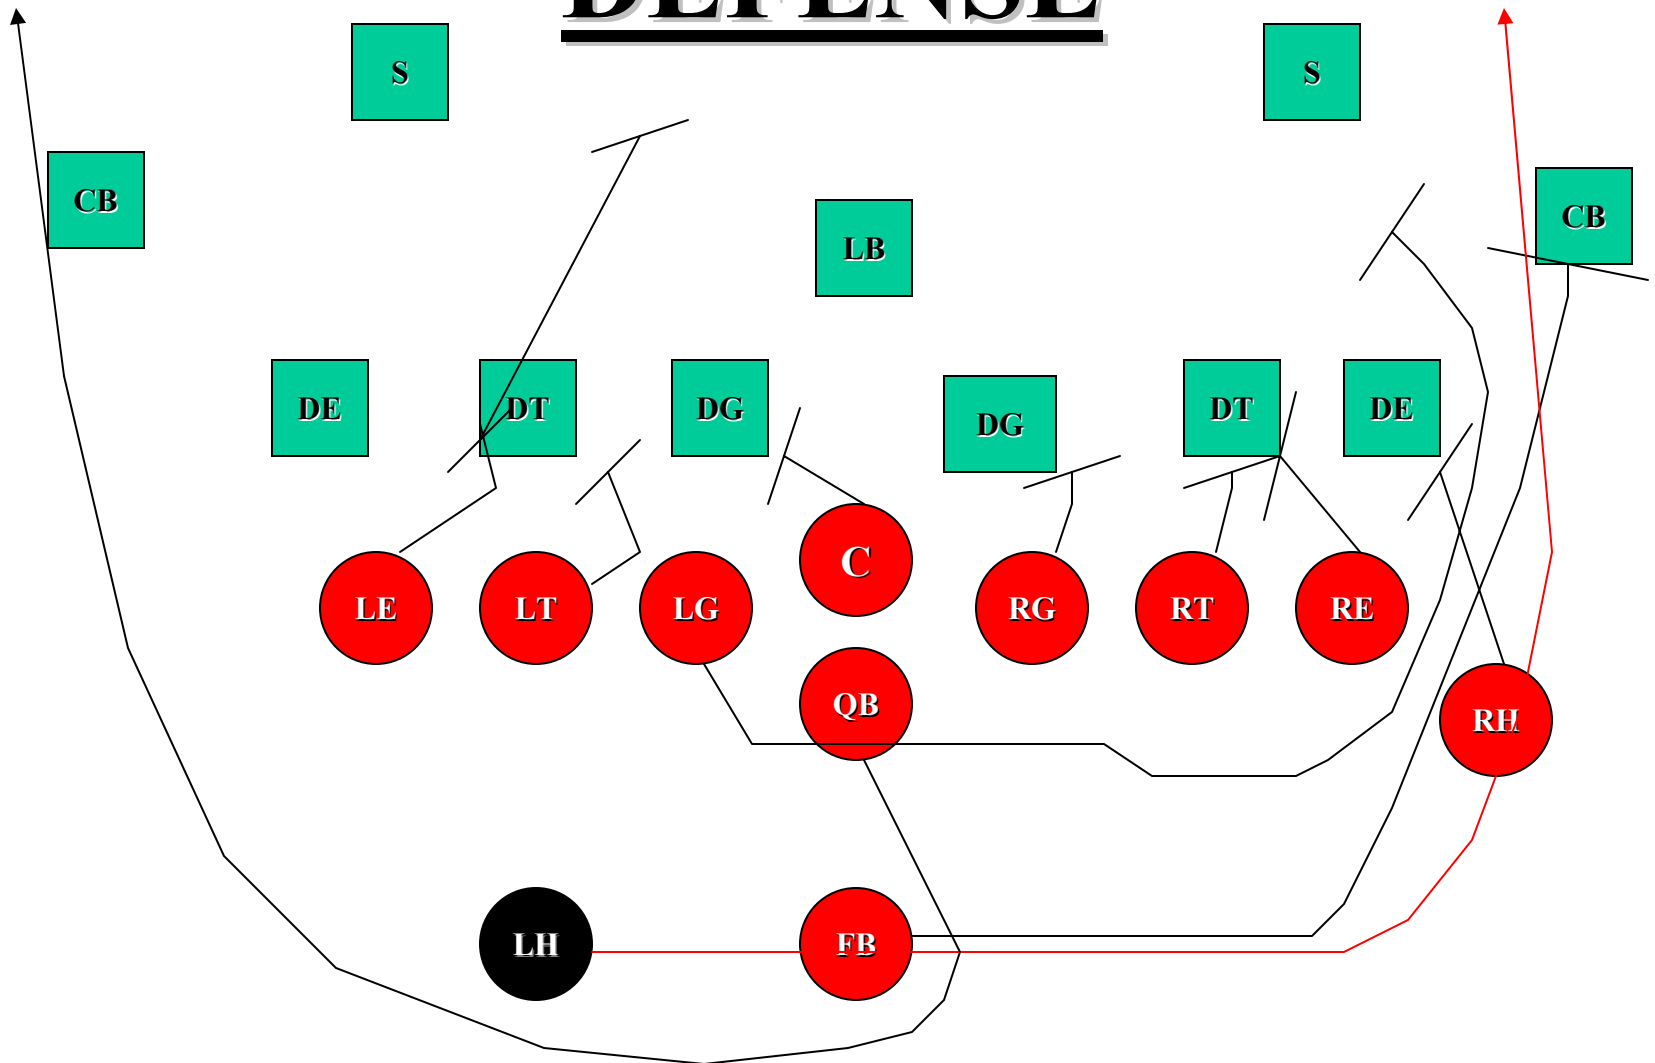 DEFENSE
S S
CB CB
LB
DE DT DG DG DT DE
C
LE LT LG RG RT RE
QB RH
LH FB